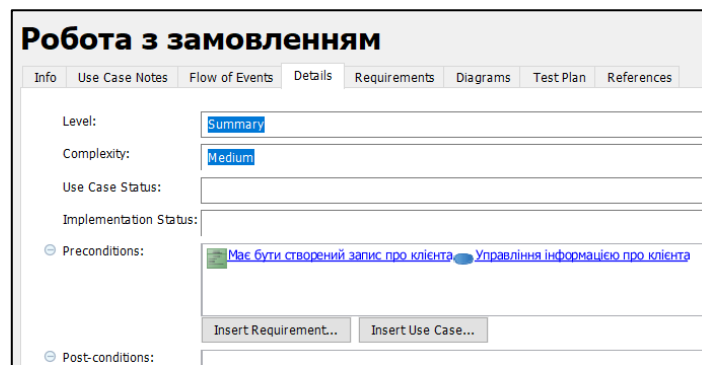 Робота з замовленням
Info Use Case Notes Flow of Events Details Requirements Diagrams Test Plan References
Level: Summary
Complexity: Medium
Use Case Status:
Implementation Status:
Preconditions: Має бути створений запис про клієнта Управління інформацією про клієнта
Insert Requirement... Insert Use Case...
Post-conditions: